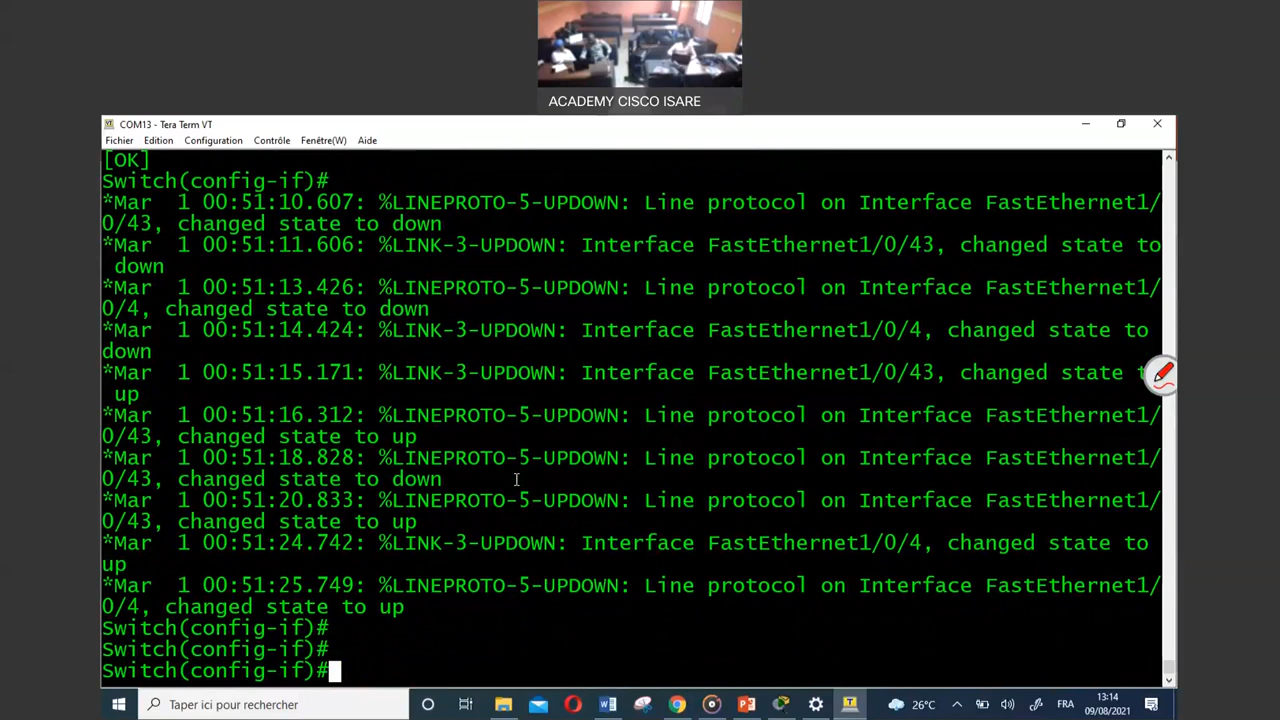 ACADEMY CISCO ISARE
COM13 - Tera Term VT
Fichier Edition Configuration Contrôle Fenêtre(W) Aide
[OK]
Switch(config-if)#
*Mar  1 00:51:10.607: %LINEPROTO-5-UPDOWN: Line protocol on Interface FastEthernet1/
0/43, changed state to down
*Mar  1 00:51:11.606: %LINK-3-UPDOWN: Interface FastEthernet1/0/43, changed state to
 down
*Mar  1 00:51:13.426: %LINEPROTO-5-UPDOWN: Line protocol on Interface FastEthernet1/
0/4, changed state to down
*Mar  1 00:51:14.424: %LINK-3-UPDOWN: Interface FastEthernet1/0/4, changed state to
down
*Mar  1 00:51:15.171: %LINK-3-UPDOWN: Interface FastEthernet1/0/43, changed state
 up
*Mar  1 00:51:16.312: %LINEPROTO-5-UPDOWN: Line protocol on Interface FastEthernet1/
0/43, changed state to up
*Mar  1 00:51:18.828: %LINEPROTO-5-UPDOWN: Line protocol on Interface FastEthernet1/
0/43, changed state to down
*Mar  1 00:51:20.833: %LINEPROTO-5-UPDOWN: Line protocol on Interface FastEthernet1/
0/43, changed state to up
*Mar  1 00:51:24.742: %LINK-3-UPDOWN: Interface FastEthernet1/0/4, changed state to
up
*Mar  1 00:51:25.749: %LINEPROTO-5-UPDOWN: Line protocol on Interface FastEthernet1/
0/4, changed state to up
Switch(config-if)#
Switch(config-if)#
Switch(config-if)#
Taper ici pour rechercher 26°C FRA 13:14
09/08/2021